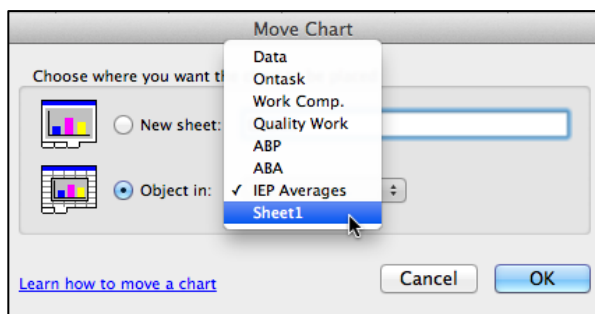 Move Chart
Data
Ontask
Choose where you want th
Work Comp.
New sheet:
Quality Work
ABP
ABA
Object in:
✓ IEP Averages
Sheet1
Learn how to move a chart
Cancel
OK